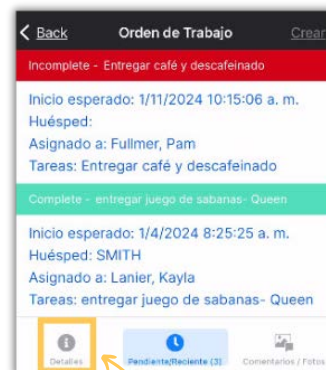 Back Orden de Trabajo Crear
Incomplete - Entregar café y descafeinado
Inicio esperado: 1/11/2024 10:15:06 a. m.
Huésped:
Asignado a: Fullmer, Pam
Tareas: Entregar café y descafeinado
Complete - entregar juego de sabanas- Queen
Inicio esperado: 1/4/2024 8:25:25 a. m.
Huésped: SMITH
Asignado a: Lanier, Kayla
Tareas: entregar juego de sabanas- Queen
Detalles Pendiente/Reciente (3) Comentarios / Fotos